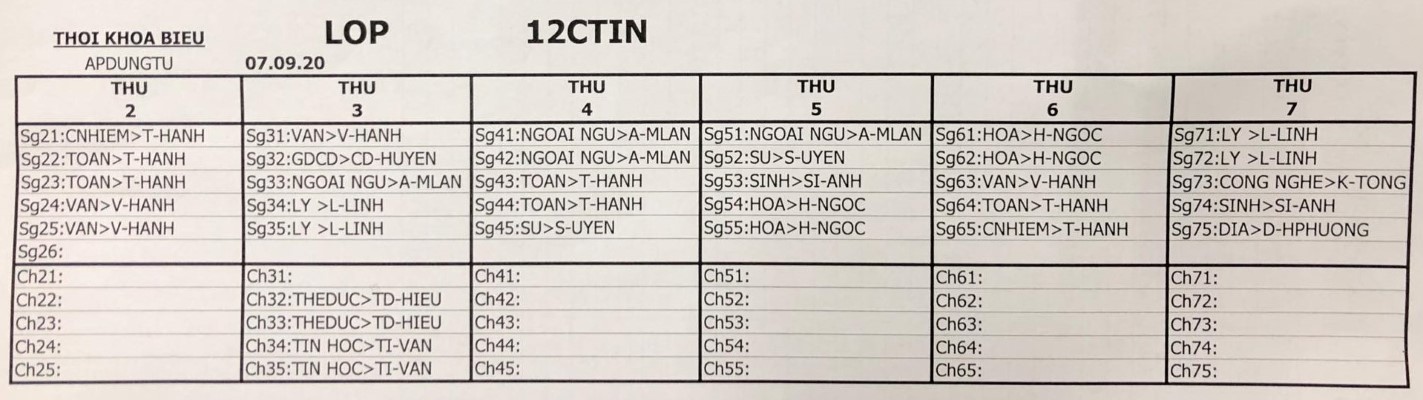 THOI KHOA BIEU LOP 12CTIN
APDUNGTU 07.09.20
THU THU THU THU THU THU
2 3 4 5 6 7
Sg21:CNHIEM>T-HANH Sg31:VAN>V-HANH Sg41:NGOAI NGU>A-MLAN Sg51:NGOAI NGU>A-MLAN Sg61:HOA>H-NGOC Sg71:LY >L-LINH
Sg22:TOAN>T-HANH Sg32:GDCD>CD-HUYEN Sg42:NGOAI NGU>A-MLAN Sg52:SU>S-UYEN Sg62:HOA>H-NGOC Sg72:LY >L-LINH
Sg23:TOAN>T-HANH Sg33:NGOAI NGU>A-MLAN Sg43:TOAN>T-HANH Sg53:SINH>SI-ANH Sg63:VAN>V-HANH Sg73:CONG NGHE>K-TONG
Sg24:VAN>V-HANH Sg34:LY >L-LINH Sg44:TOAN>T-HANH Sg54:HOA>H-NGOC Sg64:TOAN>T-HANH Sg74:SINH>SI-ANH
Sg25:VAN>V-HANH Sg35:LY >L-LINH Sg45:SU>S-UYEN Sg55:HOA>H-NGOC Sg65:CNHIEM>T-HANH Sg75:DIA>D-HPHUONG
Sg26:
Ch21: Ch31: Ch41: Ch51: Ch61: Ch71:
Ch22: Ch32:THEDUC>TD-HIEU Ch42: Ch52: Ch62: Ch72:
Ch23: Ch33:THEDUC>TD-HIEU Ch43: Ch53: Ch63: Ch73:
Ch24: Ch34:TIN HOC>TI-VAN Ch44: Ch54: Ch64: Ch74:
Ch25: Ch35:TIN HOC>TI-VAN Ch45: Ch55: Ch65: Ch75: